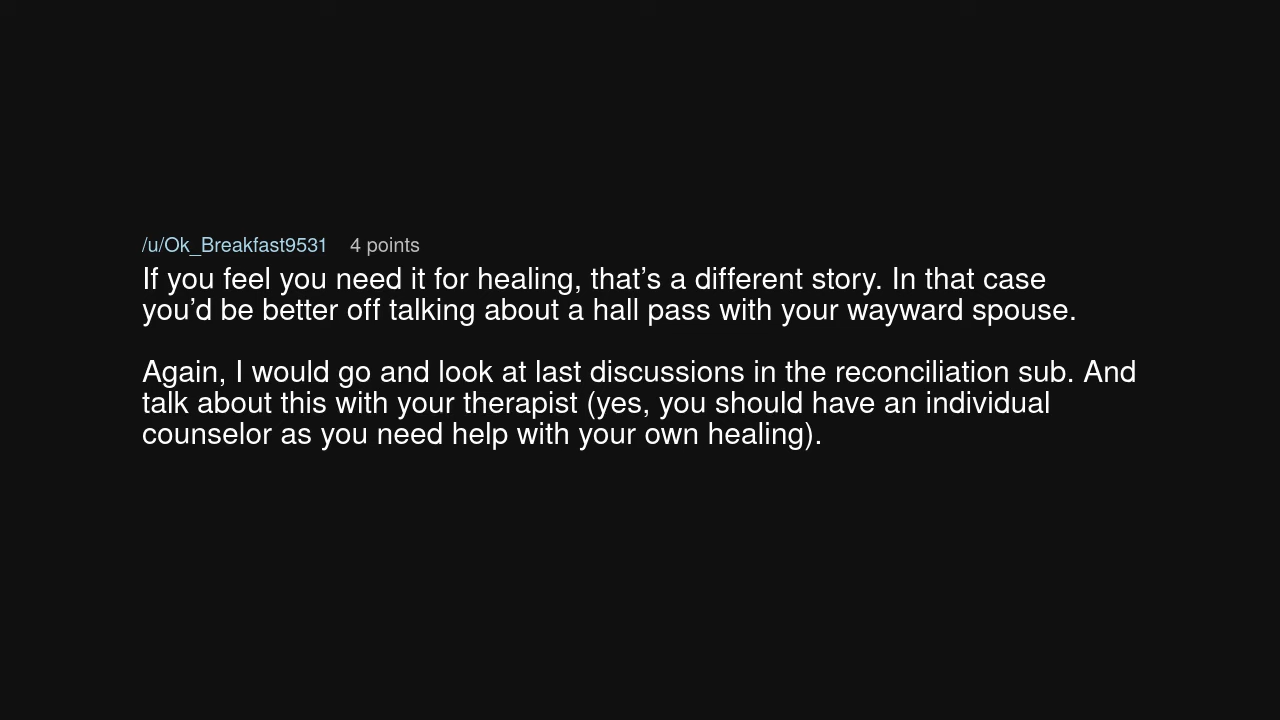 /u/Ok_Breakfast9531 4 points
If you feel you need it for healing, that’s a different story. In that case
you’d be better off talking about a hall pass with your wayward spouse.
Again, I would go and look at last discussions in the reconciliation sub. And
talk about this with your therapist (yes, you should have an individual
counselor as you need help with your own healing).